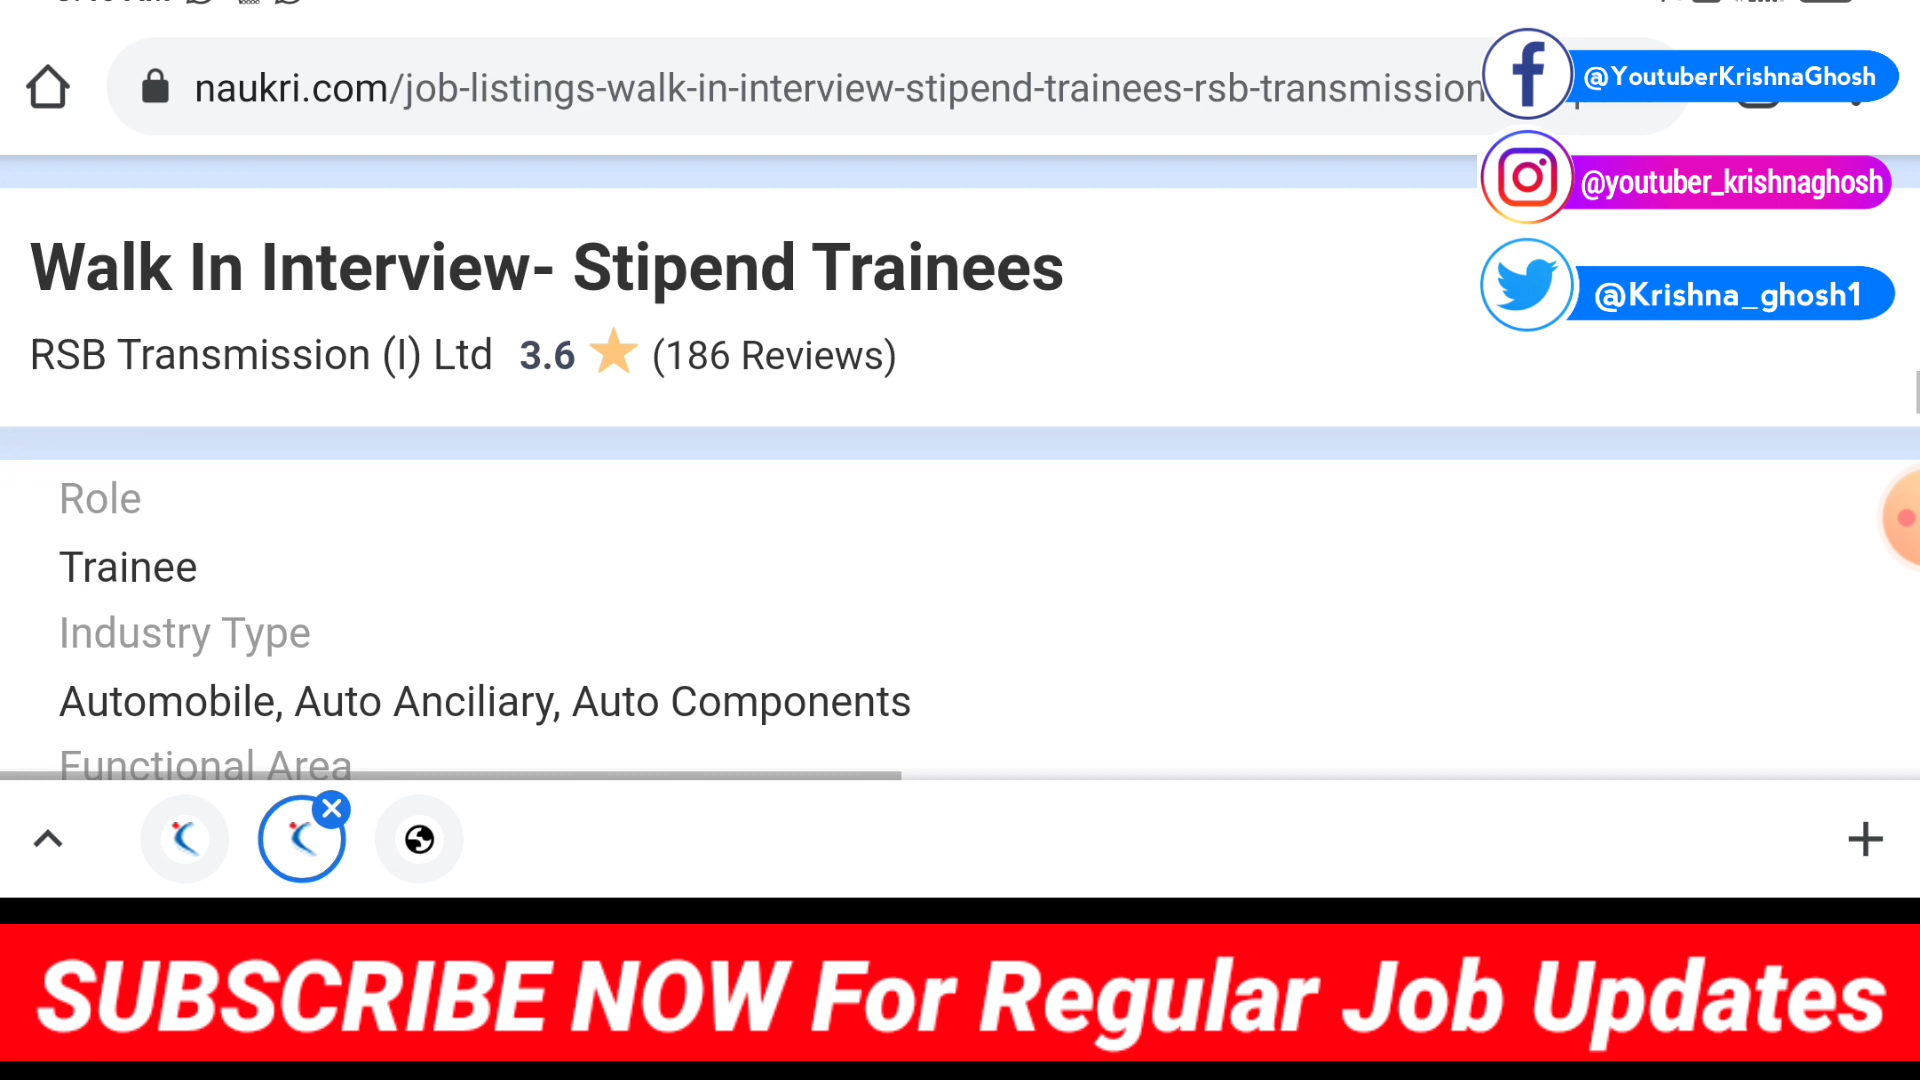 naukri.com/job-listings-walk-in-interview-stipend-trainees-rsb-transmission
@YoutuberKrishnaGhosh
@youtuber_krishnaghosh
@Krishna_ghosh1
Walk In Interview- Stipend Trainees
RSB Transmission (I) Ltd 3.6 (186 Reviews)
Role
Trainee
Industry Type
Automobile, Auto Anciliary, Auto Components
Functional Area
SUBSCRIBE NOW For Regular Job Updates